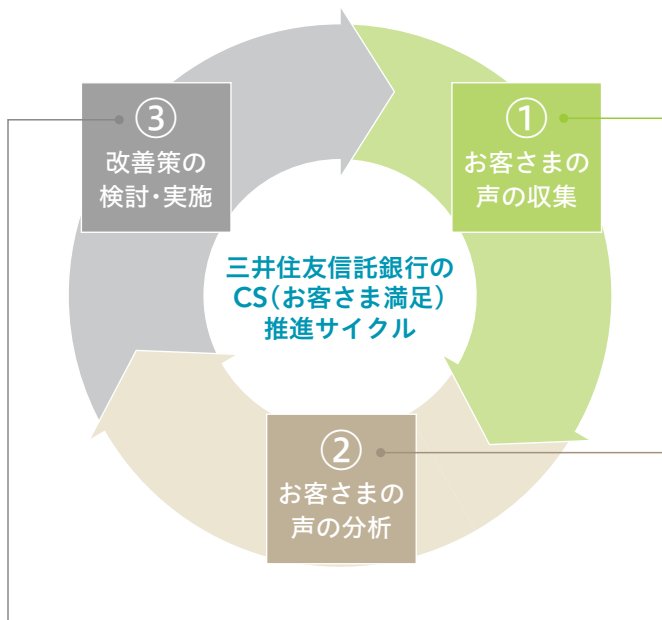 三井住友信託銀行の
CS（お客さま満足）
推進サイクル
①
お客さまの
声の収集
②
お客さまの
声の分析
③
改善策の
検討・実施